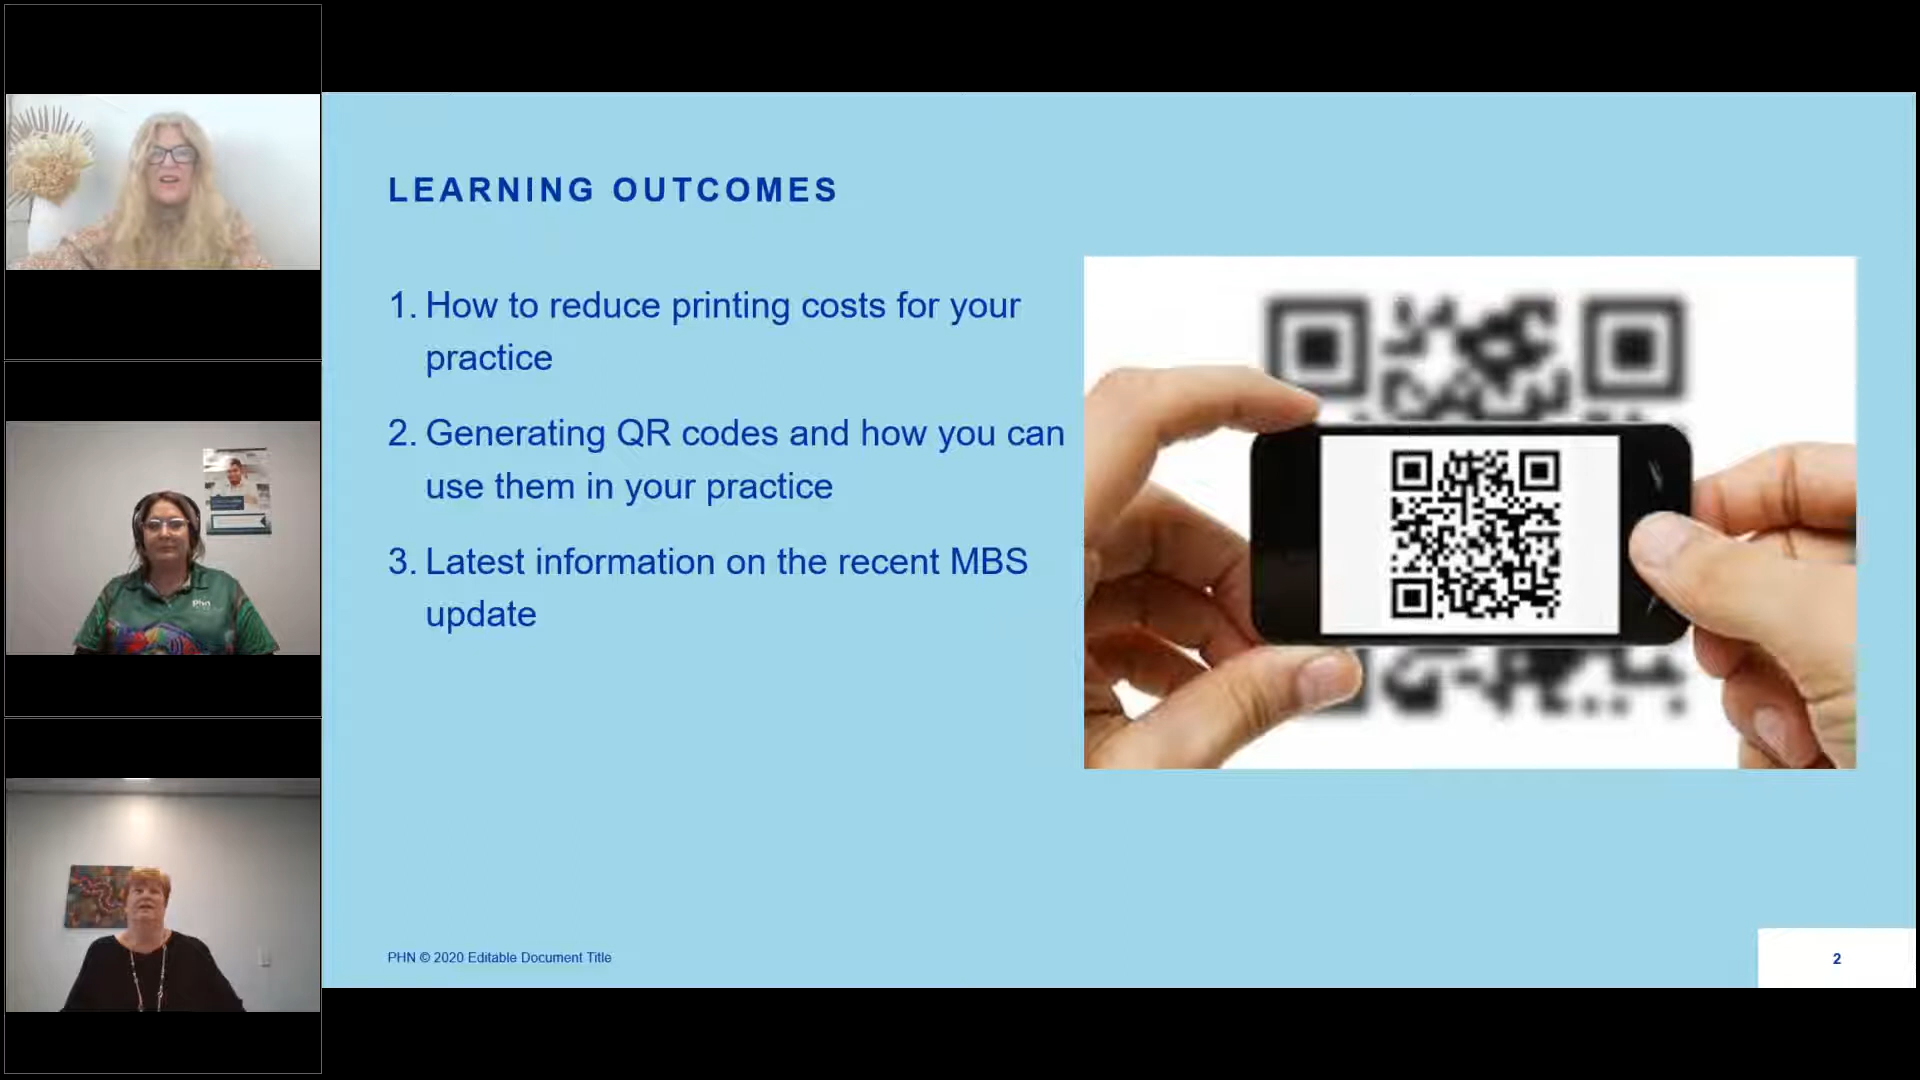 LEARNING OUTCOMES
1. How to reduce printing costs for your
practice
2. Generating QR codes and how you can
use them in your practice
3. Latest information on the recent MBS
update
phn
PHN © 2020 Editable Document Title
2